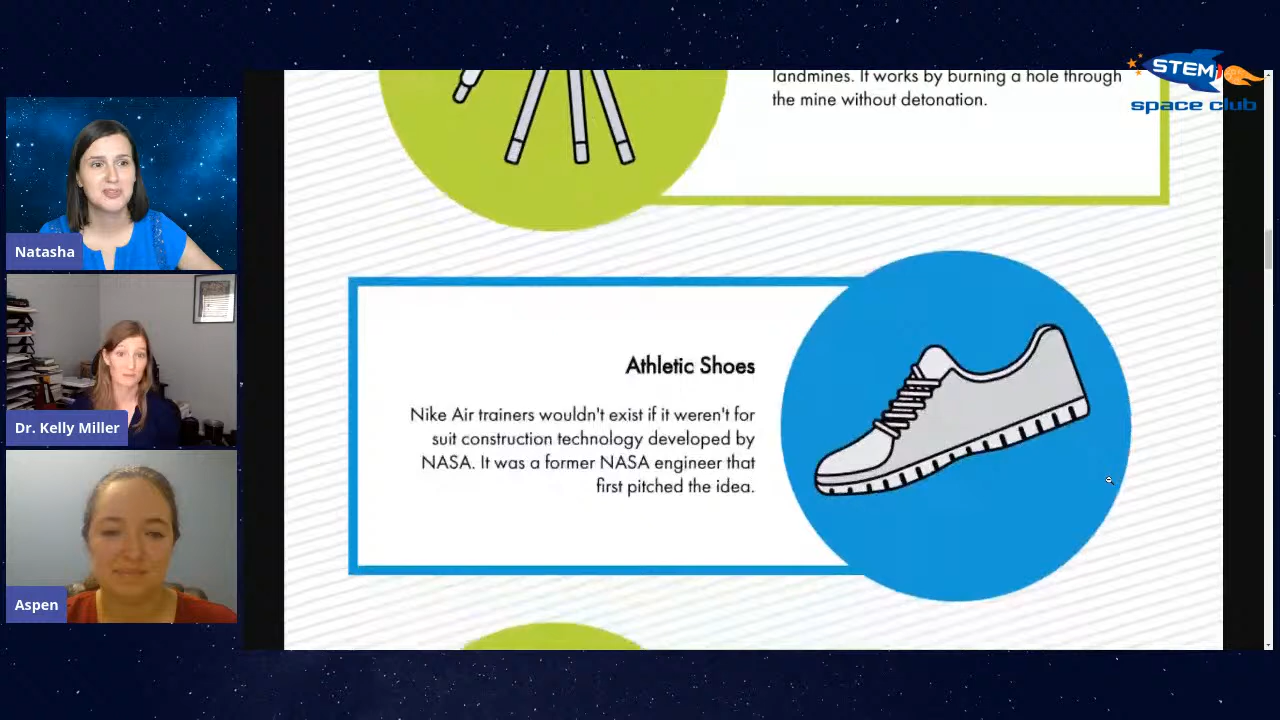 STEM
space club
landmines. It works by burning a hole through
the mine without detonation.
Natasha
Athletic Shoes
Nike Air trainers wouldn't exist if it weren't for
suit construction technology developed by
NASA. It was a former NASA engineer that
first pitched the idea.
Dr. Kelly Miller
Aspen